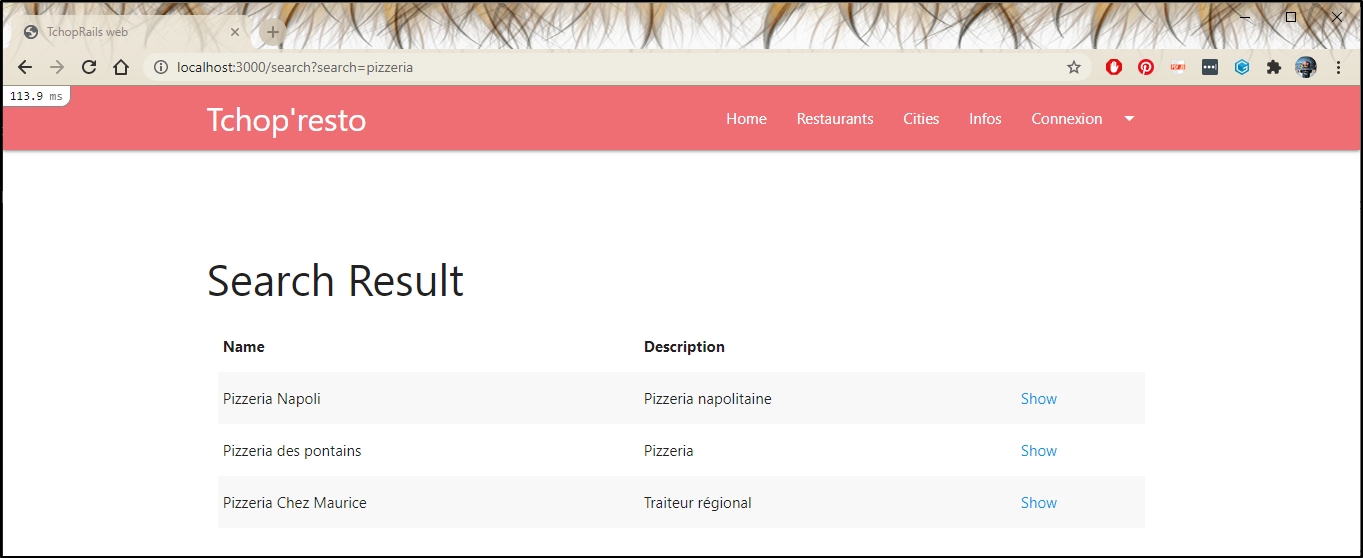 TchopRails web
localhost:3000/search?search=pizzeria
113.9 ms
Tchop'resto Home Restaurants Cities Infos Connexion
Search Result
Name Description
Pizzeria Napoli Pizzeria napolitaine Show
Pizzeria des pontains Pizzeria Show
Pizzeria Chez Maurice Traiteur régional Show